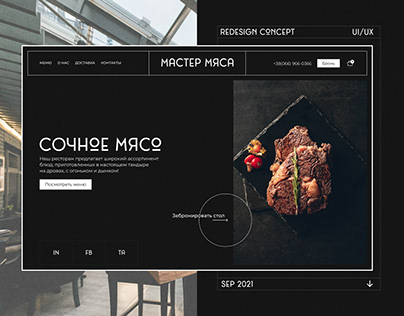 REDESIGN CONCEPT UI/UX
МЕНЮ О НАС ДОСТАВКА КОНТАКТЫ МАСТЕР МЯСА +38(066) 966-0386 Бронь
СОЧНОЕ МЯСО
Наш ресторан предлагает широкий ассортимент
блюд, приготовленных в настоящем тандыре
на дровах, с огоньком и дымком!
Посмотреть меню
Забронировать стол
IN FB TA
SEP 2021